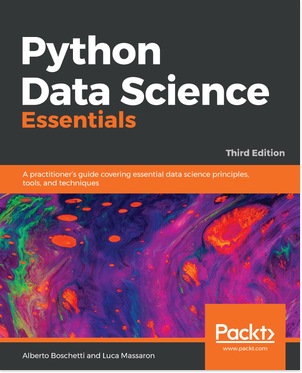 Python
Data Science
Essentials
Third Edition
A practitioner's guide covering essential data science principles,
tools, and techniques
Packt>
www.packt.com
Alberto Boschetti and Luca Massaron